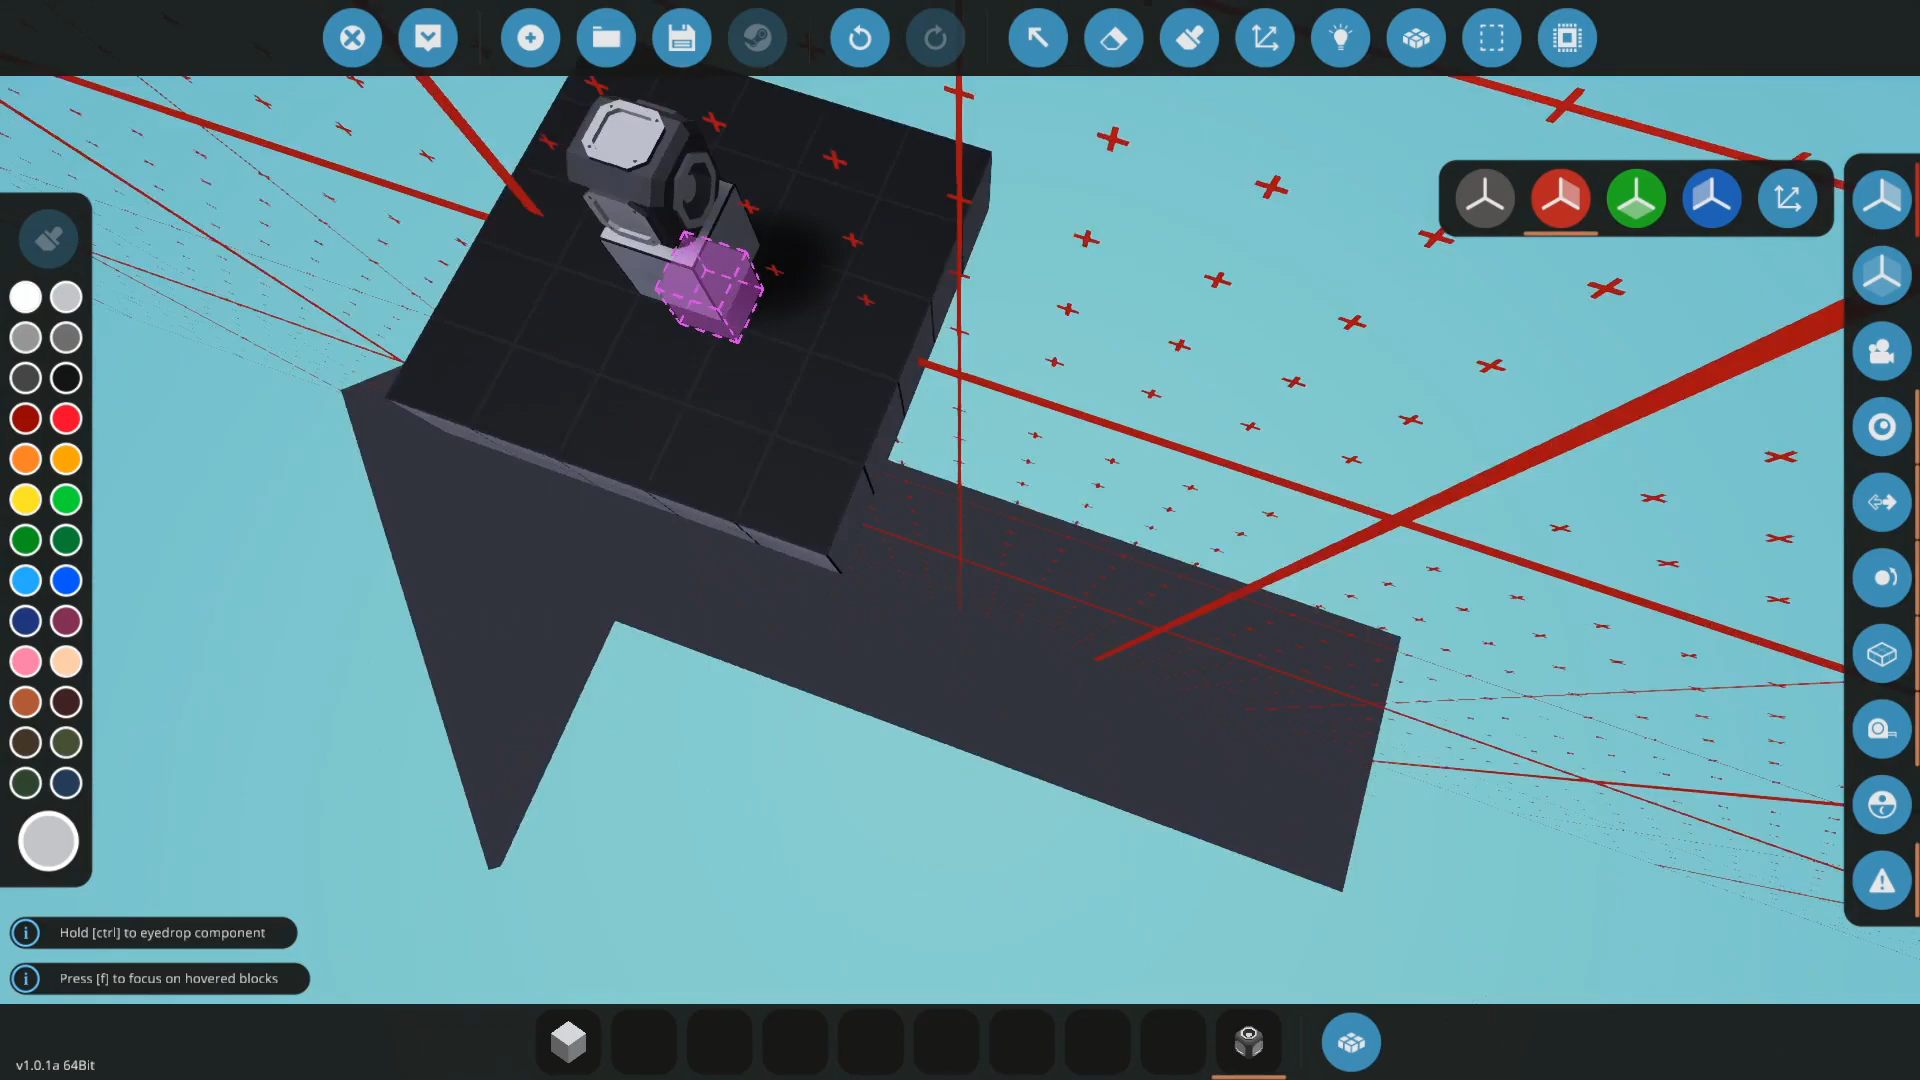 Hold [ctrl] to eyedrop component
Press [f] to focus on hovered blocks
v1.0.1a 64Bit